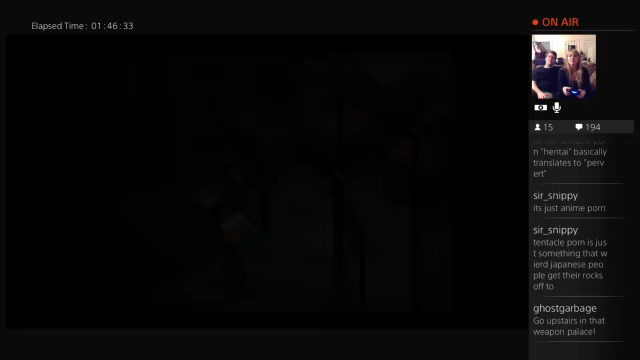 Elapsed Time: 01:46:33
ON AIR
15 194
n "hentai" basically
translates to "perv
ert"
sir_snippy
its just anime porn
sir_snippy
tentacle porn is jus
t something that w
ierd japanese peo
ple get their rocks
off to
ghostgarbage
Go upstairs in that
weapon palace!